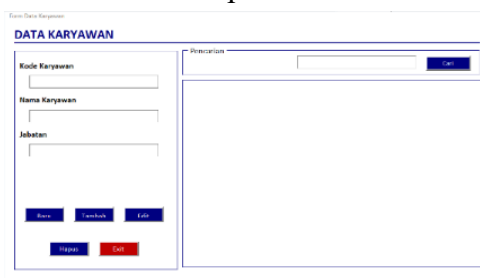 Form Data Karyawan
DATA KARYAWAN
Kode Karyawan
Nama Karyawan
Jabatan
Baru Tambah Edit
Hapus Exit
Pencarian
Cari